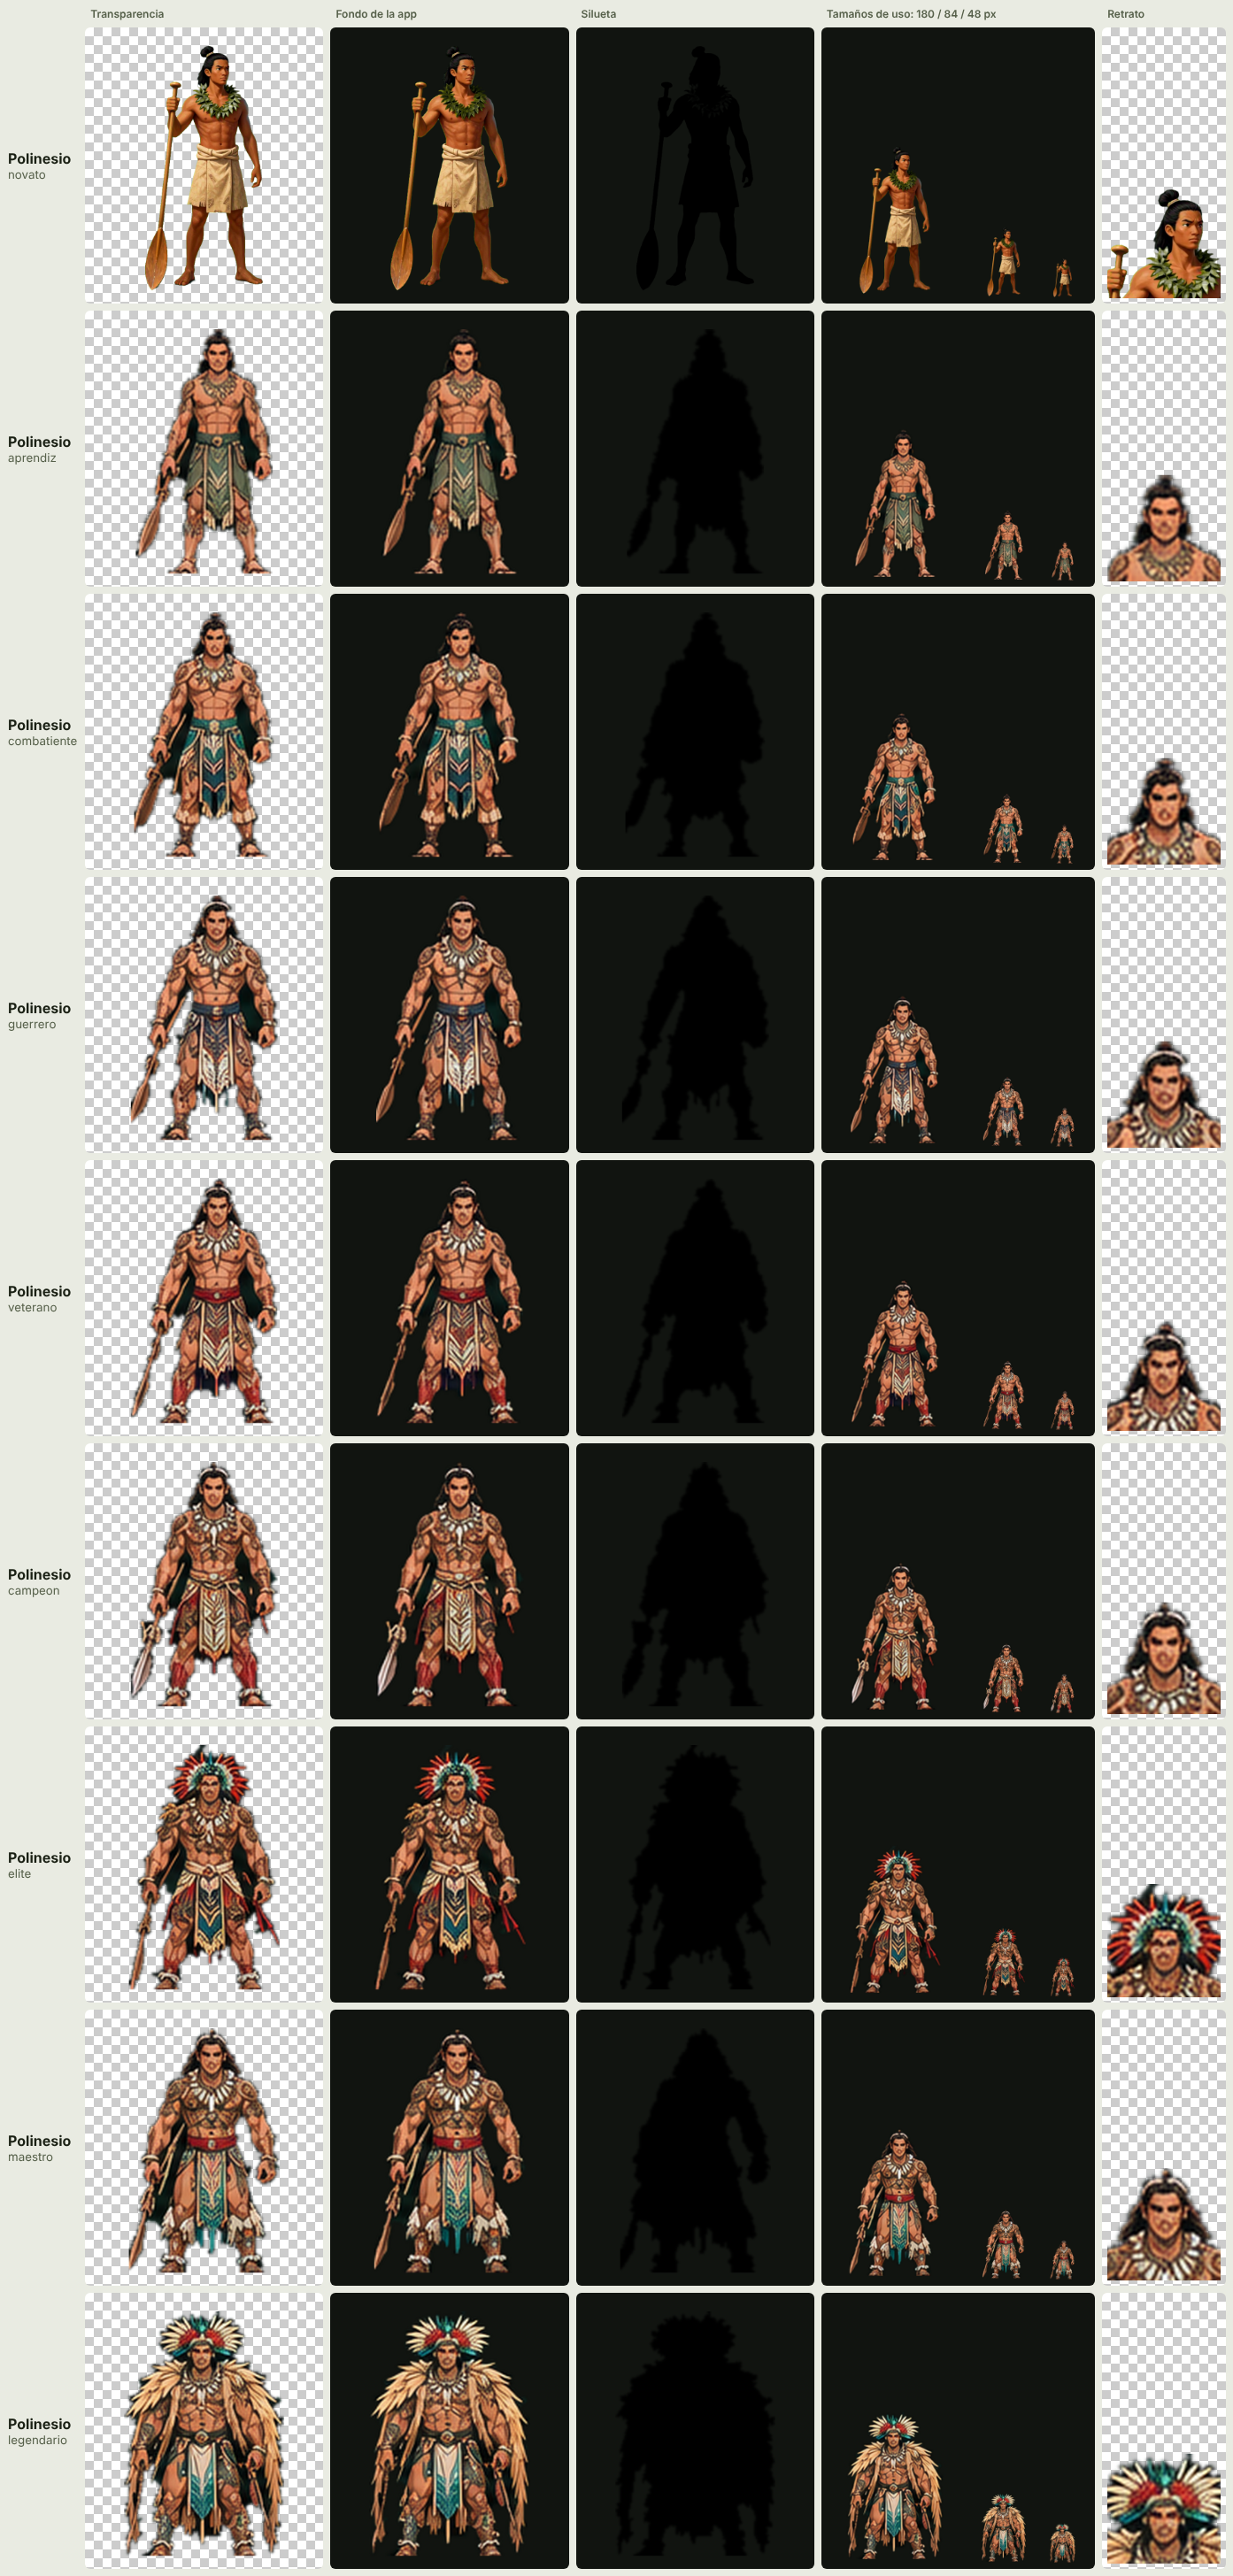 Transparencia
Fondo de la app
Silueta
Tamaños de uso: 180 / 84 / 48 px
Retrato
Polinesio
novato
Polinesio
aprendiz
Polinesio
combatiente
Polinesio
guerrero
Polinesio
veterano
Polinesio
campeon
Polinesio
elite
Polinesio
maestro
Polinesio
legendario